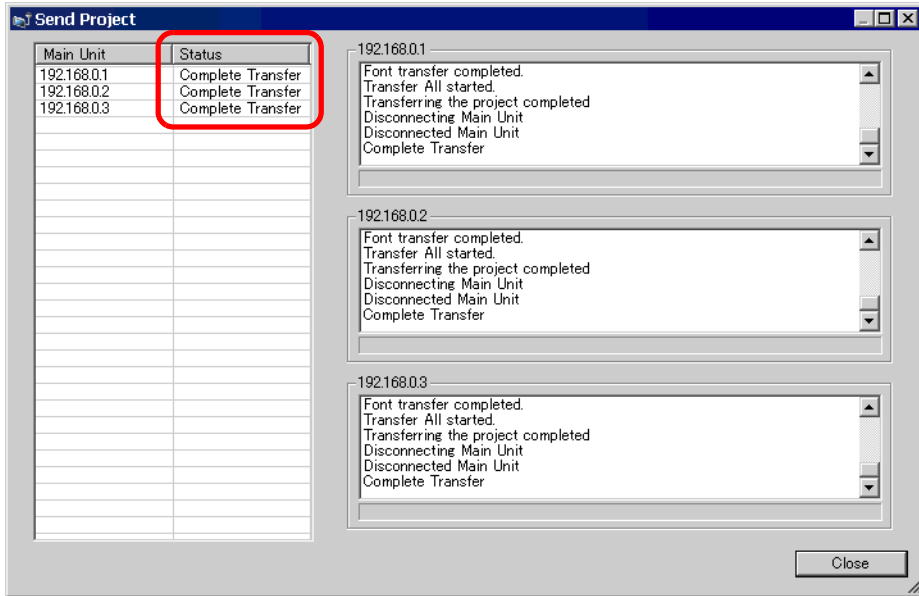 Send Project
Main Unit Status
192.168.0.1 Complete Transfer
192.168.0.2 Complete Transfer
192.168.0.3 Complete Transfer
192.168.0.1
Font transfer completed.
Transfer All started.
Transferring the project completed
Disconnecting Main Unit
Disconnected Main Unit
Complete Transfer
192.168.0.2
Font transfer completed.
Transfer All started.
Transferring the project completed
Disconnecting Main Unit
Disconnected Main Unit
Complete Transfer
192.168.0.3
Font transfer completed.
Transfer All started.
Transferring the project completed
Disconnecting Main Unit
Disconnected Main Unit
Complete Transfer
Close